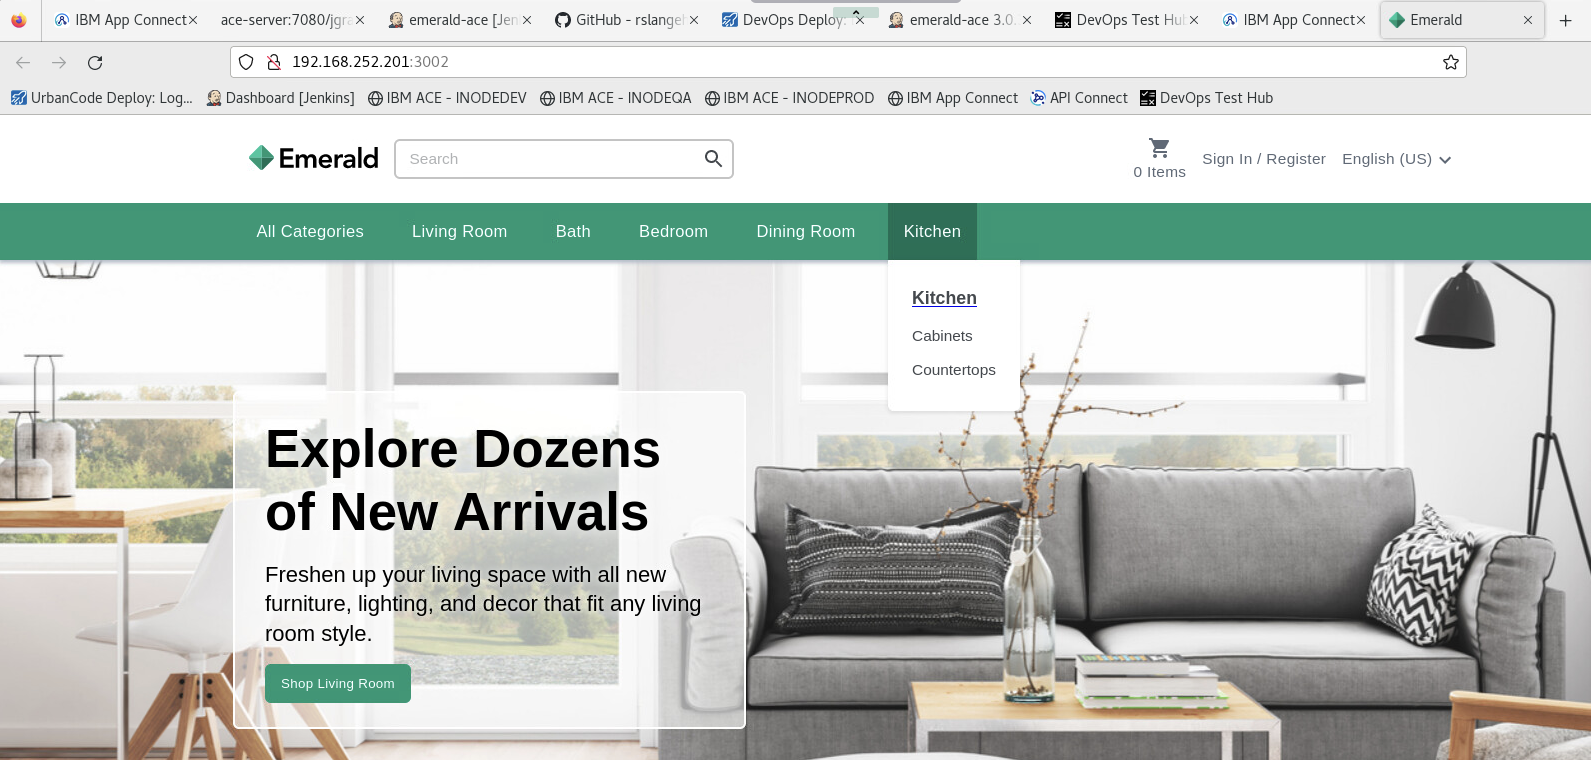 IBM App Connect
ace-server:7080/jgra
emerald-ace [Jen
GitHub - rslangeh
DevOps Deploy:
emerald-ace 3.0.
DevOps Test Hub
IBM App Connect
Emerald
192.168.252.201:3002
UrbanCode Deploy: Log...
Dashboard [Jenkins]
IBM ACE - INODEDEV
IBM ACE - INODEQA
IBM ACE - INODEPROD
IBM App Connect
API Connect
DevOps Test Hub
Emerald
Search
0 Items
Sign In / Register
English (US)
All Categories
Living Room
Bath
Bedroom
Dining Room
Kitchen
Kitchen
Cabinets
Countertops
Explore Dozens
of New Arrivals
Freshen up your living space with all new
furniture, lighting, and decor that fit any living
room style.
Shop Living Room